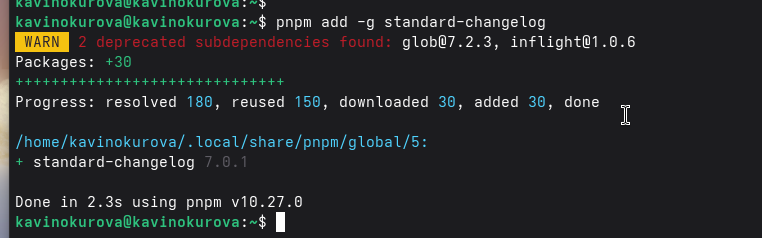 kavinokurova@kavinokurova:~$
kavinokurova@kavinokurova:~$ pnpm add -g standard-changelog
WARN 2 deprecated subdependencies found: glob@7.2.3, inflight@1.0.6
Packages: +30
++++++++++++++++++++++++++++++
Progress: resolved 180, reused 150, downloaded 30, added 30, done
/home/kavinokurova/.local/share/pnpm/global/5:
+ standard-changelog 7.0.1
Done in 2.3s using pnpm v10.27.0
kavinokurova@kavinokurova:~$